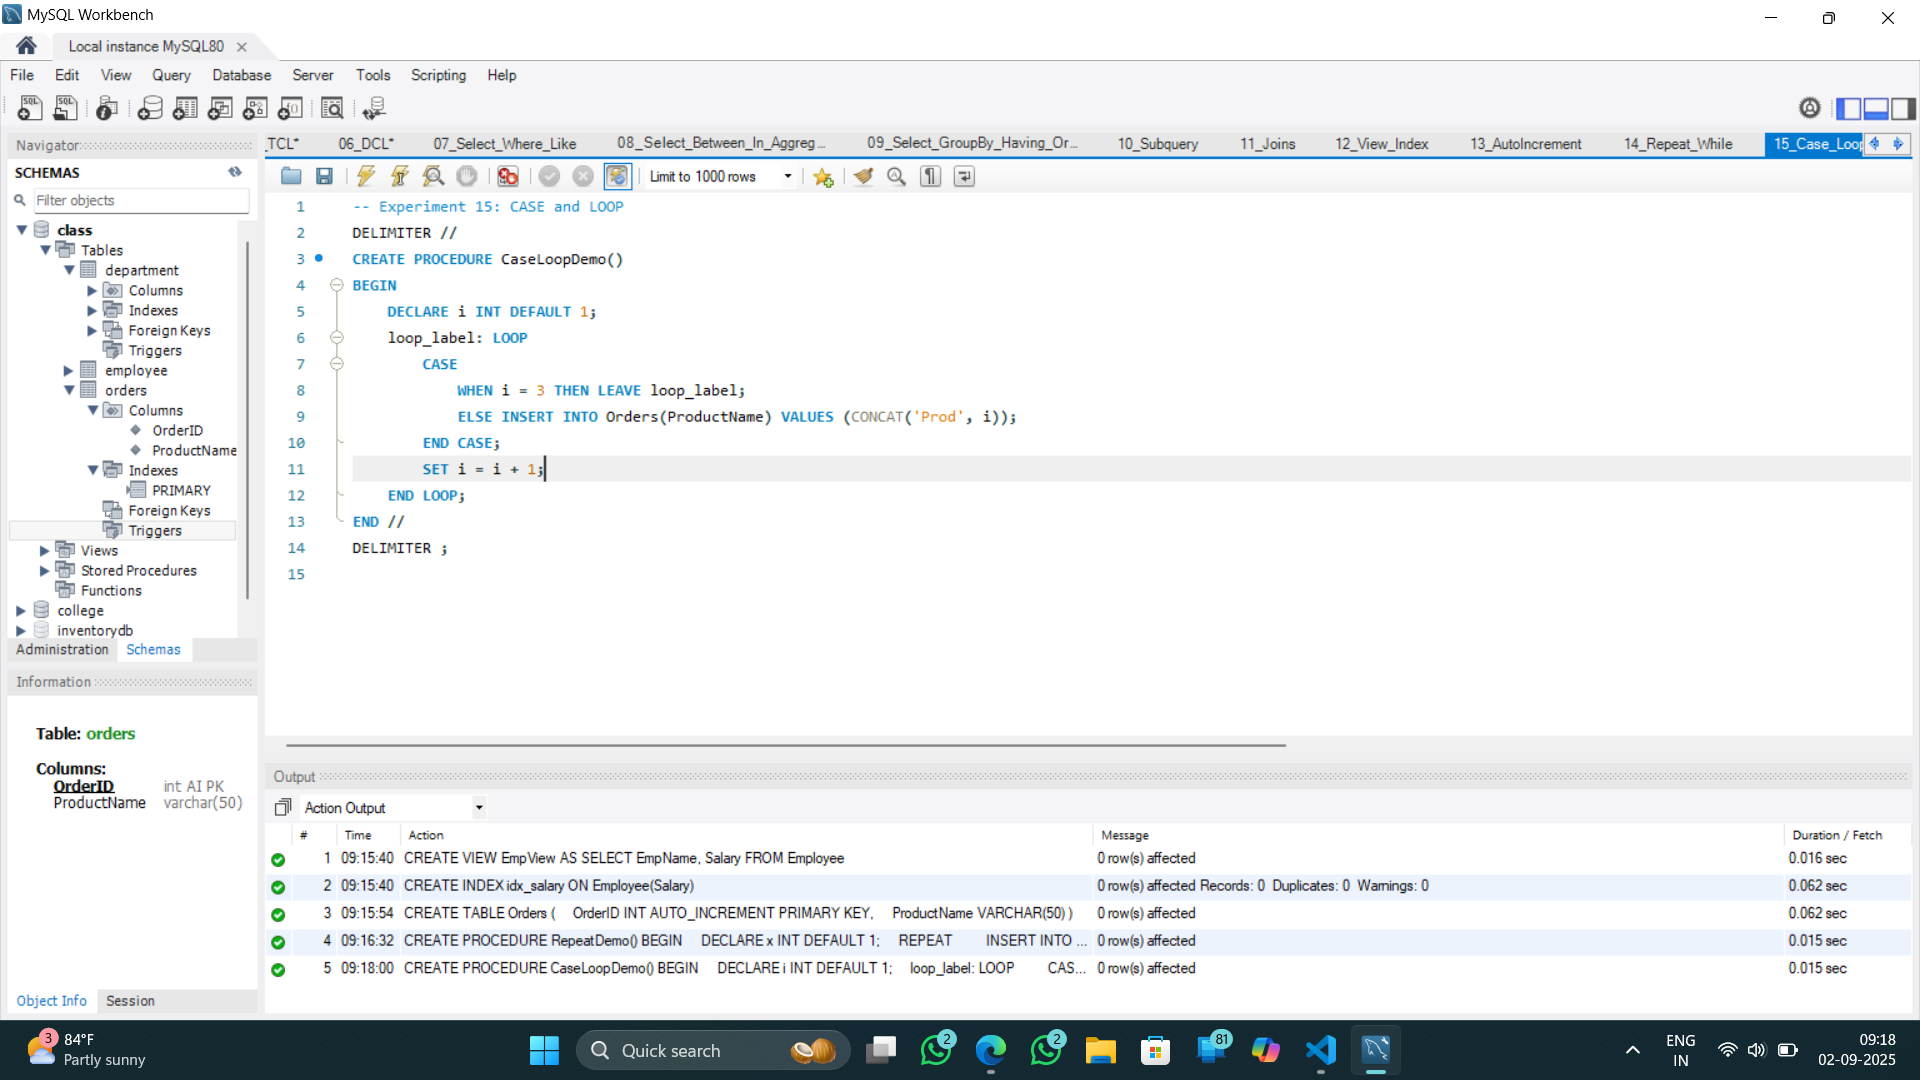 MySQL Workbench
Local instance MySQL80
File Edit View Query Database Server Tools Scripting Help
Navigator
_TCL* 06_DCL* 07_Select_Where_Like 08_Select_Between_In_Aggreg... 09_Select_GroupBy_Having_Or... 10_Subquery 11_Joins 12_View_Index 13_AutoIncrement 14_Repeat_While 15_Case_Loop
SCHEMAS
Limit to 1000 rows
Filter objects
class
Tables
department
Columns
Indexes
Foreign Keys
Triggers
employee
orders
Columns
OrderID
ProductName
Indexes
PRIMARY
Foreign Keys
Triggers
Views
Stored Procedures
Functions
college
inventorydb
Administration Schemas
Information
Table: orders
Columns:
OrderID int AI PK
ProductName varchar(50)
Object Info Session
1 -- Experiment 15: CASE and LOOP
2 DELIMITER //
3 CREATE PROCEDURE CaseLoopDemo()
4 BEGIN
5 DECLARE i INT DEFAULT 1;
6 loop_label: LOOP
7 CASE
8 WHEN i = 3 THEN LEAVE loop_label;
9 ELSE INSERT INTO Orders(ProductName) VALUES (CONCAT('Prod', i));
10 END CASE;
11 SET i = i + 1;
12 END LOOP;
13 END //
14 DELIMITER ;
15
Output
Action Output
# Time Action Message Duration / Fetch
1 09:15:40 CREATE VIEW EmpView AS SELECT EmpName, Salary FROM Employee 0 row(s) affected 0.016 sec
2 09:15:40 CREATE INDEX idx_salary ON Employee(Salary) 0 row(s) affected Records: 0 Duplicates: 0 Warnings: 0 0.062 sec
3 09:15:54 CREATE TABLE Orders ( OrderID INT AUTO_INCREMENT PRIMARY KEY, ProductName VARCHAR(50) ) 0 row(s) affected 0.062 sec
4 09:16:32 CREATE PROCEDURE RepeatDemo() BEGIN DECLARE x INT DEFAULT 1; REPEAT INSERT INTO ... 0 row(s) affected 0.015 sec
5 09:18:00 CREATE PROCEDURE CaseLoopDemo() BEGIN DECLARE i INT DEFAULT 1; loop_label: LOOP CAS... 0 row(s) affected 0.015 sec
3
84°F
Partly sunny
Quick search
2
2
81
ENG
IN
09:18
02-09-2025